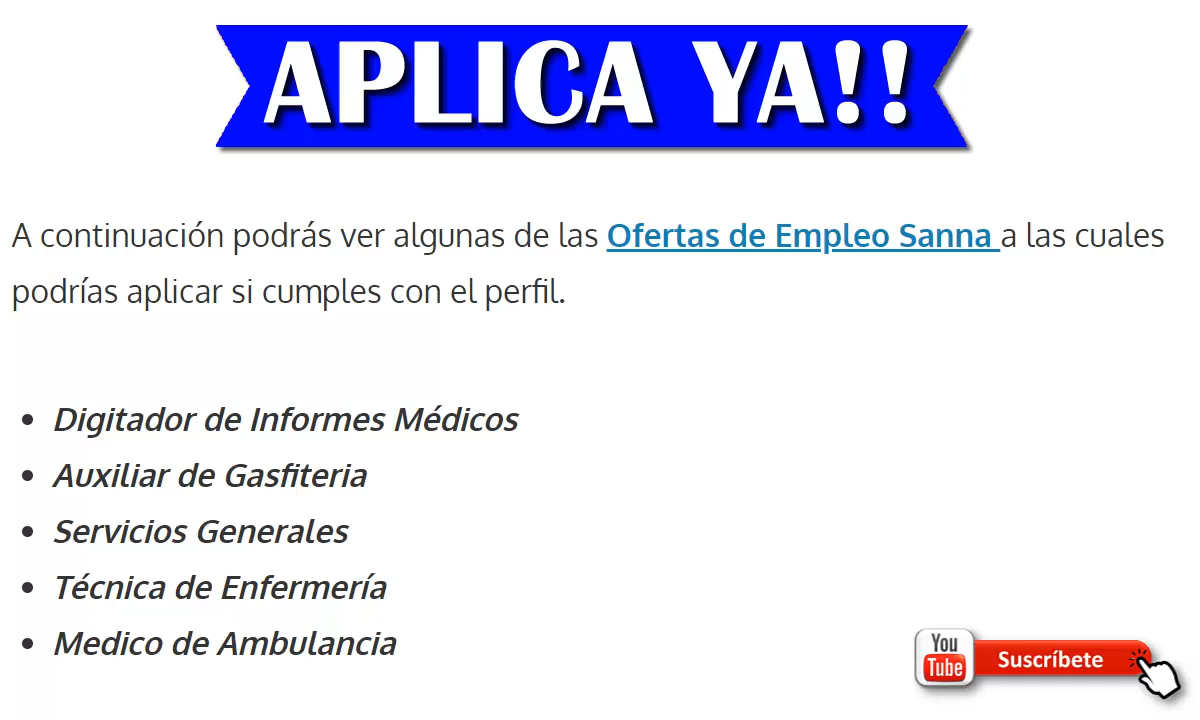 APLICA YA!!
A continuación podrás ver algunas de las Ofertas de Empleo Sanna a las cuales
podrías aplicar si cumples con el perfil.
• Digitador de Informes Médicos
• Auxiliar de Gasfiteria
• Servicios Generales
• Técnica de Enfermería
• Medico de Ambulancia
You
Tube
Suscríbete